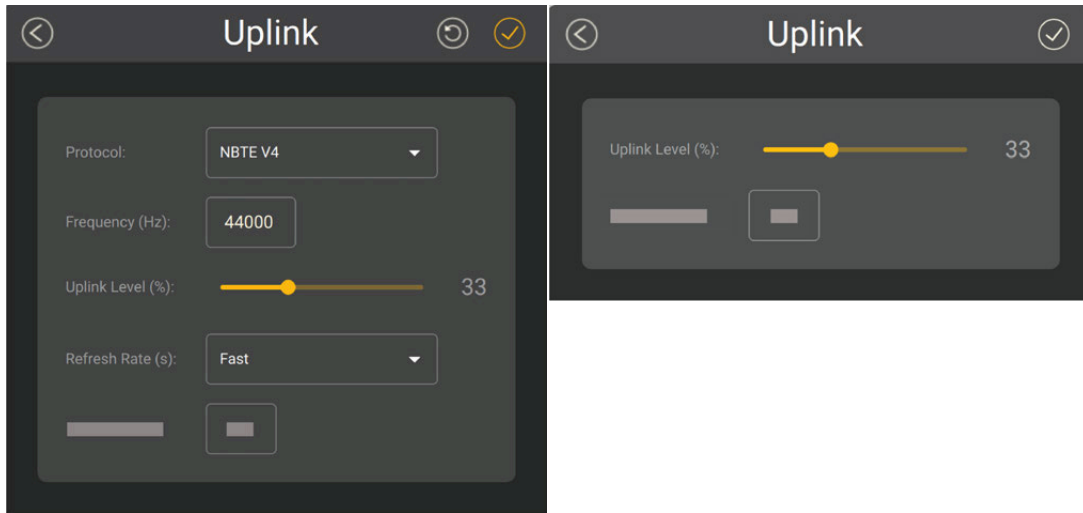 Uplink
Protocol: NBTE V4
Frequency (Hz): 44000
Uplink Level (%): 33
Refresh Rate (s): Fast
Uplink
Uplink Level (%): 33